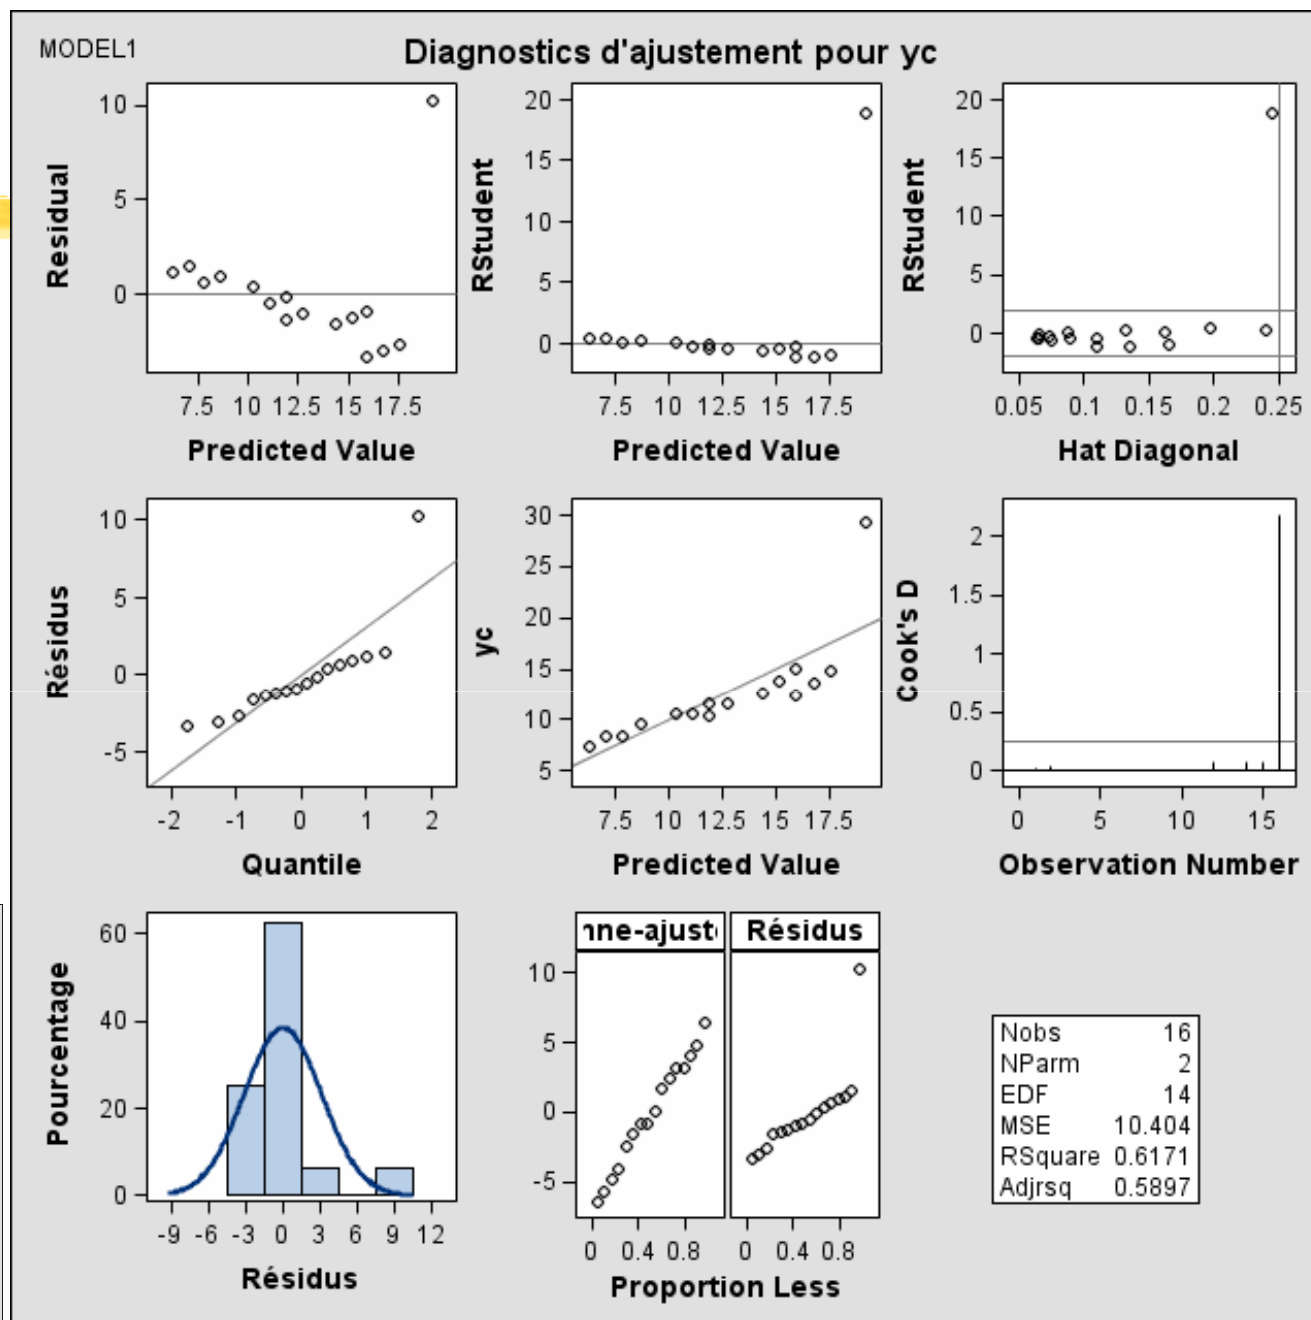 MODEL1
Diagnostics d'ajustement pour yc
Residual
10
5
0
7.5 10 12.5 15 17.5
Predicted Value
RStudent
20
15
10
5
0
7.5 10 12.5 15 17.5
Predicted Value
RStudent
20
15
10
5
0
0.05 0.1 0.15 0.2 0.25
Hat Diagonal
Résidus
10
5
0
-5
-2 -1 0 1 2
Quantile
yc
30
25
20
15
10
5
7.5 10 12.5 15 17.5
Predicted Value
Cook's D
2
1.5
1
0.5
0
0 5 10 15
Observation Number
Pourcentage
60
40
20
0
-9 -6 -3 0 3 6 9 12
Résidus
nne-ajust
Résidus
10
5
0
-5
0 0.4 0.8 0 0.4 0.8
Proportion Less
Nobs 16
NParm 2
EDF 14
MSE 10.404
RSquare 0.6171
Adjrsq 0.5897